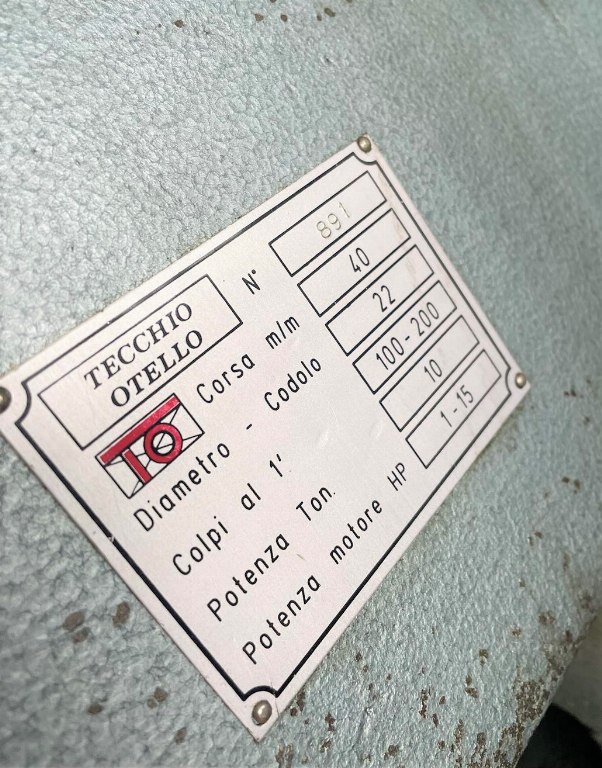 TECCHIO
OTELLO
N° 891
TO
Corsa m/m 40
Diametro - Codolo 22
Colpi al 1' 100-200
Potenza Ton. 10
Potenza motore HP 1-15